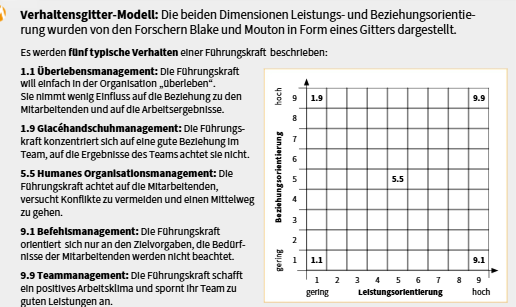 Verhaltensgitter-Modell: Die beiden Dimensionen Leistungs- und Beziehungsorientie-
rung wurden von den Forschern Blake und Mouton in Form eines Gitters dargestellt.
Es werden fünf typische Verhalten einer Führungskraft beschrieben:
1.1 Überlebensmanagement: Die Führungskraft
will einfach in der Organisation „überleben“.
Sie nimmt wenig Einfluss auf die Beziehung zu den
Mitarbeitenden und auf die Arbeitsergebnisse.
1.9 Glacéhandschuhmanagement: Die Führungs-
kraft konzentriert sich auf eine gute Beziehung im
Team, auf die Ergebnisse des Teams achtet sie nicht.
5.5 Humanes Organisationsmanagement: Die
Führungskraft achtet auf die Mitarbeitenden,
versucht Konflikte zu vermeiden und einen Mittelweg
zu gehen.
9.1 Befehlsmanagement: Die Führungskraft
orientiert sich nur an den Zielvorgaben, die Bedürf-
nisse der Mitarbeitenden werden nicht beachtet.
9.9 Teammanagement: Die Führungskraft schafft
ein positives Arbeitsklima und spornt ihr Team zu
guten Leistungen an.
hoch
Beziehungsorientierung
gering
9
8
7
6
5
4
3
2
1
1.9
9.9
5.5
1.1
9.1
1 2 3 4 5 6 7 8 9
gering Leistungsorientierung hoch